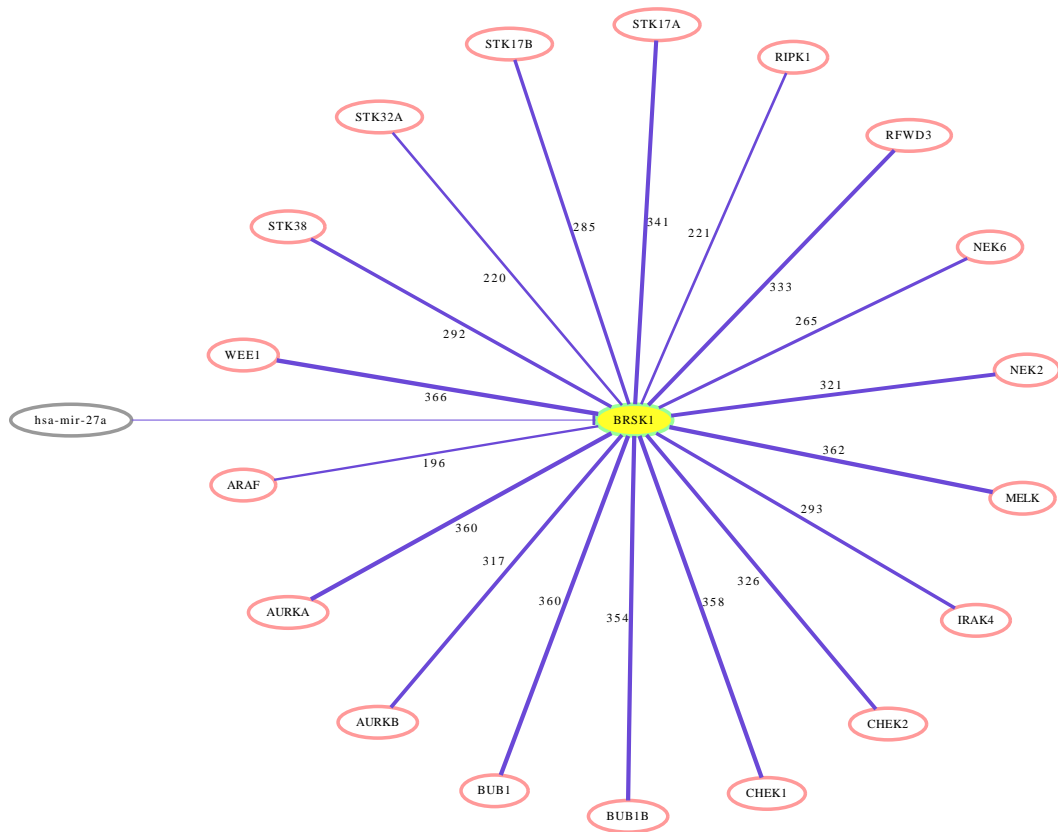 STK17A
STK17B
RIPK1
STK32A
RFWD3
STK38
341
285
221
NEK6
220
333
265
292
WEE1
NEK2
321
366
hsa-mir-27a
BRSK1
362
196
ARAF
MELK
293
360
317
326
360
358
354
AURKA
IRAK4
AURKB
CHEK2
BUB1
CHEK1
BUB1B